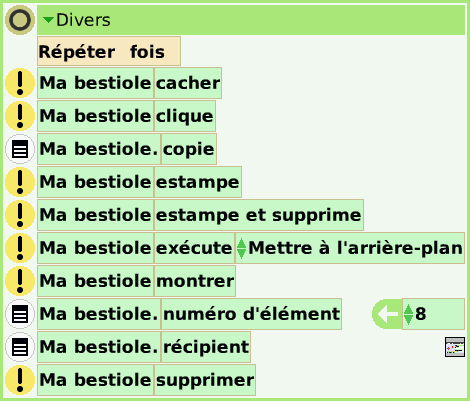 Divers
Répéter fois
Ma bestiole cacher
Ma bestiole clique
Ma bestiole. copie
Ma bestiole estampe
Ma bestiole estampe et supprime
Ma bestiole exécute Mettre à l'arrière-plan
Ma bestiole montrer
Ma bestiole. numéro d'élément 8
Ma bestiole. récipient
Ma bestiole supprimer